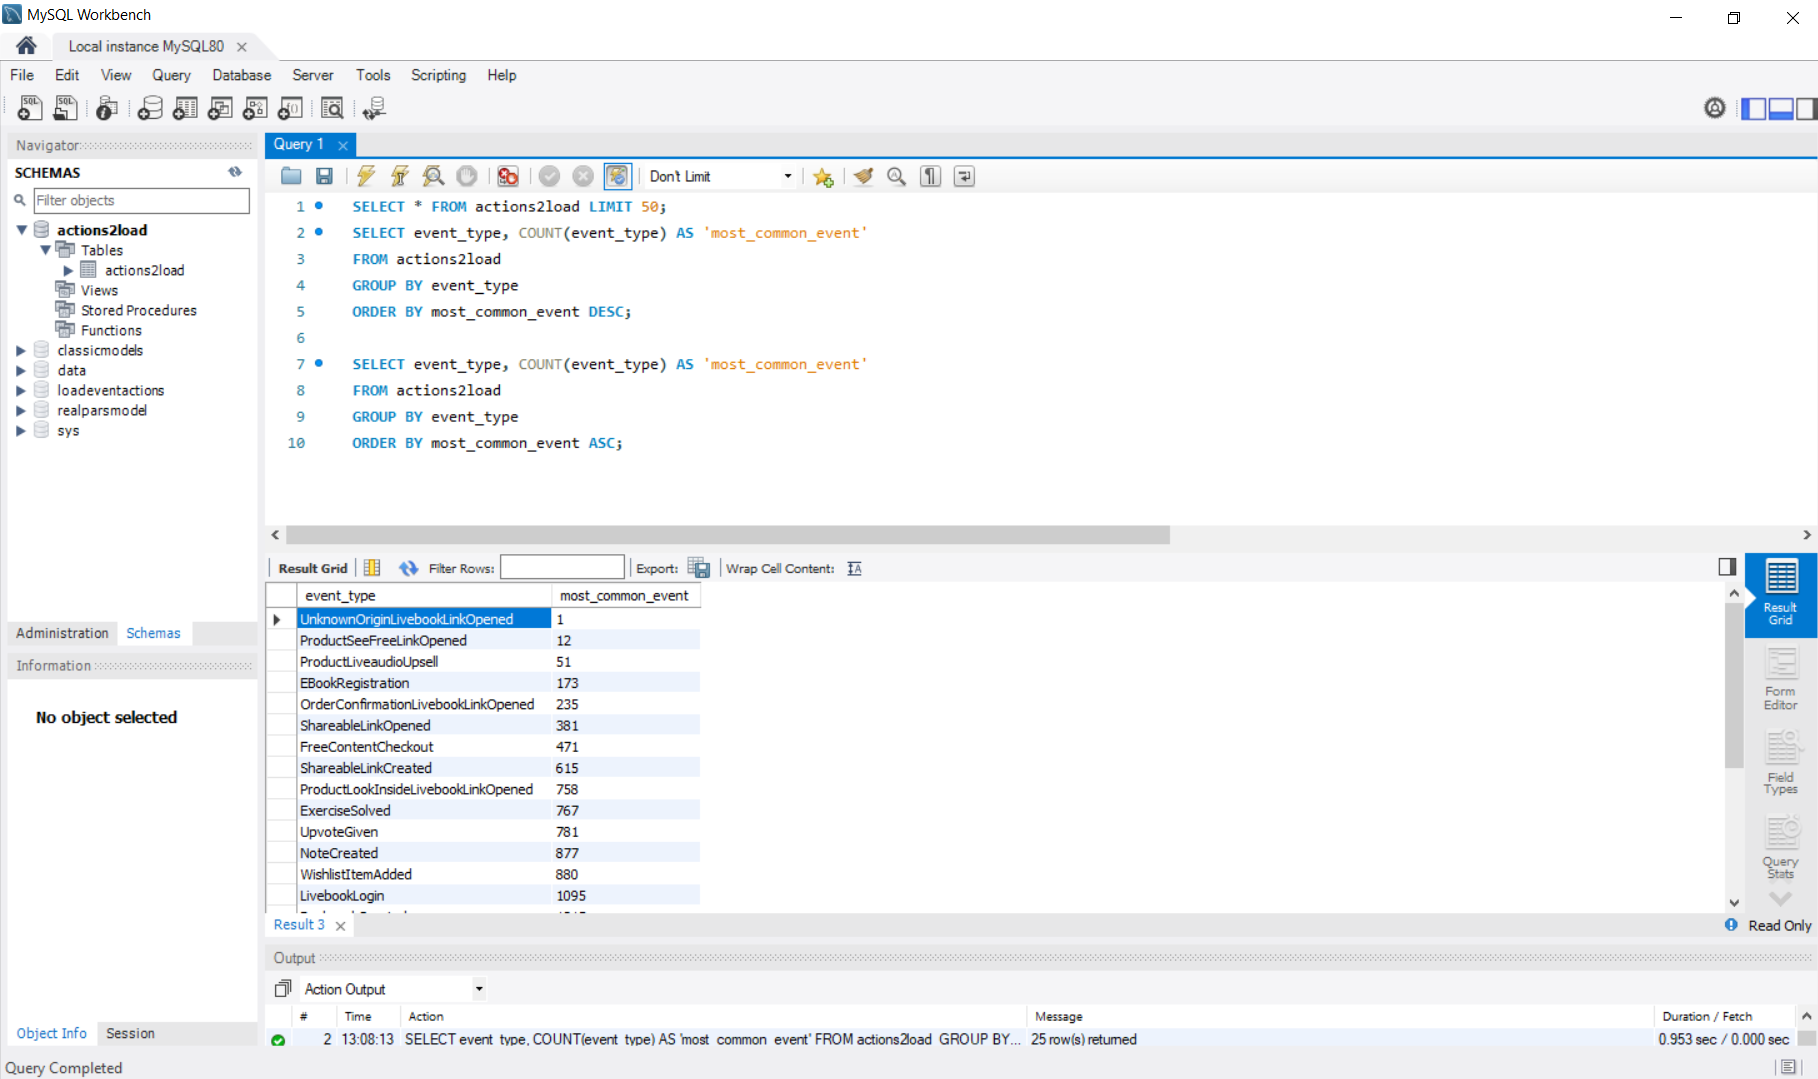 MySQL Workbench
Local instance MySQL80
File Edit View Query Database Server Tools Scripting Help
Navigator
SCHEMAS
Filter objects
actions2load
Tables
actions2load
Views
Stored Procedures
Functions
classicmodels
data
loadeventactions
realparsmodel
sys
Administration Schemas
Information
No object selected
Object Info Session
Query 1
Don't Limit
1 SELECT * FROM actions2load LIMIT 50;
2 SELECT event_type, COUNT(event_type) AS 'most_common_event'
3 FROM actions2load
4 GROUP BY event_type
5 ORDER BY most_common_event DESC;
6
7 SELECT event_type, COUNT(event_type) AS 'most_common_event'
8 FROM actions2load
9 GROUP BY event_type
10 ORDER BY most_common_event ASC;
Result Grid Filter Rows: Export: Wrap Cell Content:
event_type most_common_event
UnknownOriginLivebookLinkOpened 1
ProductSeeFreeLinkOpened 12
ProductLiveaudioUpsell 51
EBookRegistration 173
OrderConfirmationLivebookLinkOpened 235
ShareableLinkOpened 381
FreeContentCheckout 471
ShareableLinkCreated 615
ProductLookInsideLivebookLinkOpened 758
ExerciseSolved 767
UpvoteGiven 781
NoteCreated 877
WishlistItemAdded 880
LivebookLogin 1095
Result Grid
Form Editor
Field Types
Query Stats
Result 3
Read Only
Output
Action Output
# Time Action Message Duration / Fetch
2 13:08:13 SELECT event_type, COUNT(event_type) AS 'most_common_event' FROM actions2load GROUP BY... 25 row(s) returned 0.953 sec / 0.000 sec
Query Completed